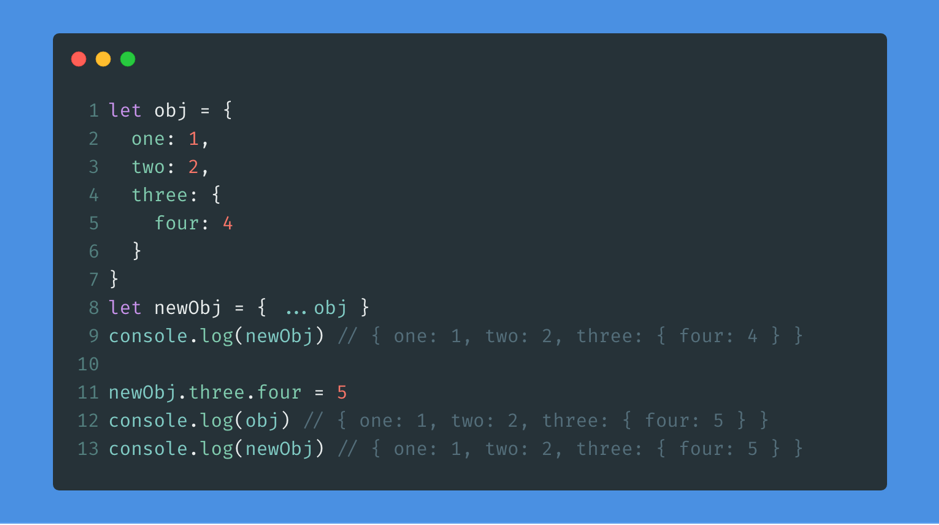 1 let obj = {
2   one: 1,
3   two: 2,
4   three: {
5     four: 4
6   }
7 }
8 let newObj = { ...obj }
9 console.log(newObj) // { one: 1, two: 2, three: { four: 4 } }
10
11 newObj.three.four = 5
12 console.log(obj) // { one: 1, two: 2, three: { four: 5 } }
13 console.log(newObj) // { one: 1, two: 2, three: { four: 5 } }